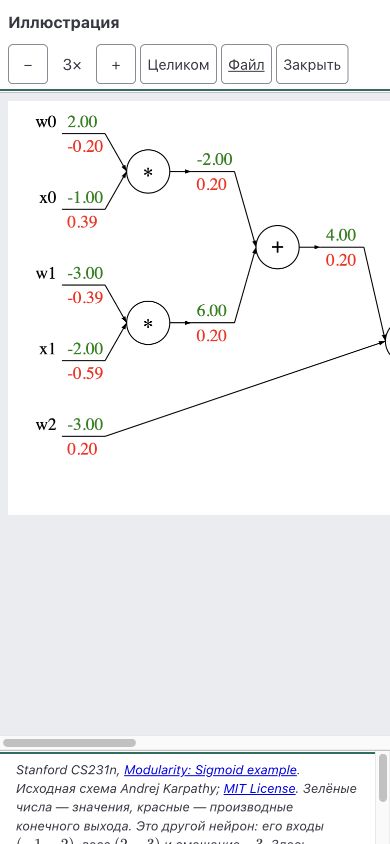 Иллюстрация
− 3× + Целиком Файл Закрыть
w0 2.00
-0.20
-2.00
0.20
*
x0 -1.00
0.39
4.00
0.20
+
w1 -3.00
-0.39
6.00
0.20
*
x1 -2.00
-0.59
w2 -3.00
0.20
Stanford CS231n, Modularity: Sigmoid example.
Исходная схема Andrej Karpathy; MIT License. Зелёные
числа — значения, красные — производные
конечного выхода. Это другой нейрон: его входы